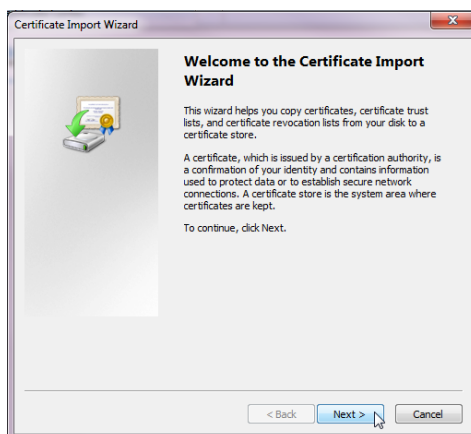 Certificate Import Wizard
Welcome to the Certificate Import
Wizard
This wizard helps you copy certificates, certificate trust
lists, and certificate revocation lists from your disk to a
certificate store.
A certificate, which is issued by a certification authority, is
a confirmation of your identity and contains information
used to protect data or to establish secure network
connections. A certificate store is the system area where
certificates are kept.
To continue, click Next.
< Back Next > Cancel